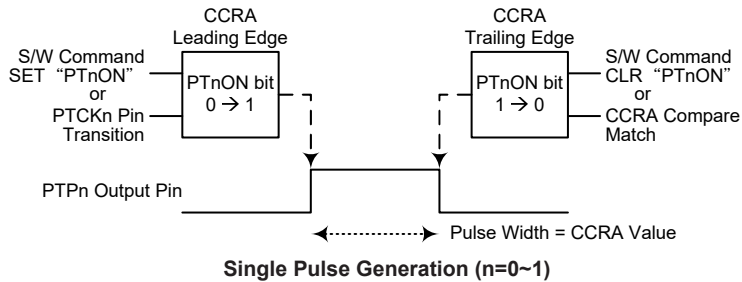 CCRA
Leading Edge
S/W Command
SET “PTnON”
or
PTCKn Pin
Transition
PTnON bit
0 → 1
CCRA
Trailing Edge
PTnON bit
1 → 0
S/W Command
CLR “PTnON”
or
CCRA Compare
Match
PTPn Output Pin
Pulse Width = CCRA Value
Single Pulse Generation (n=0~1)